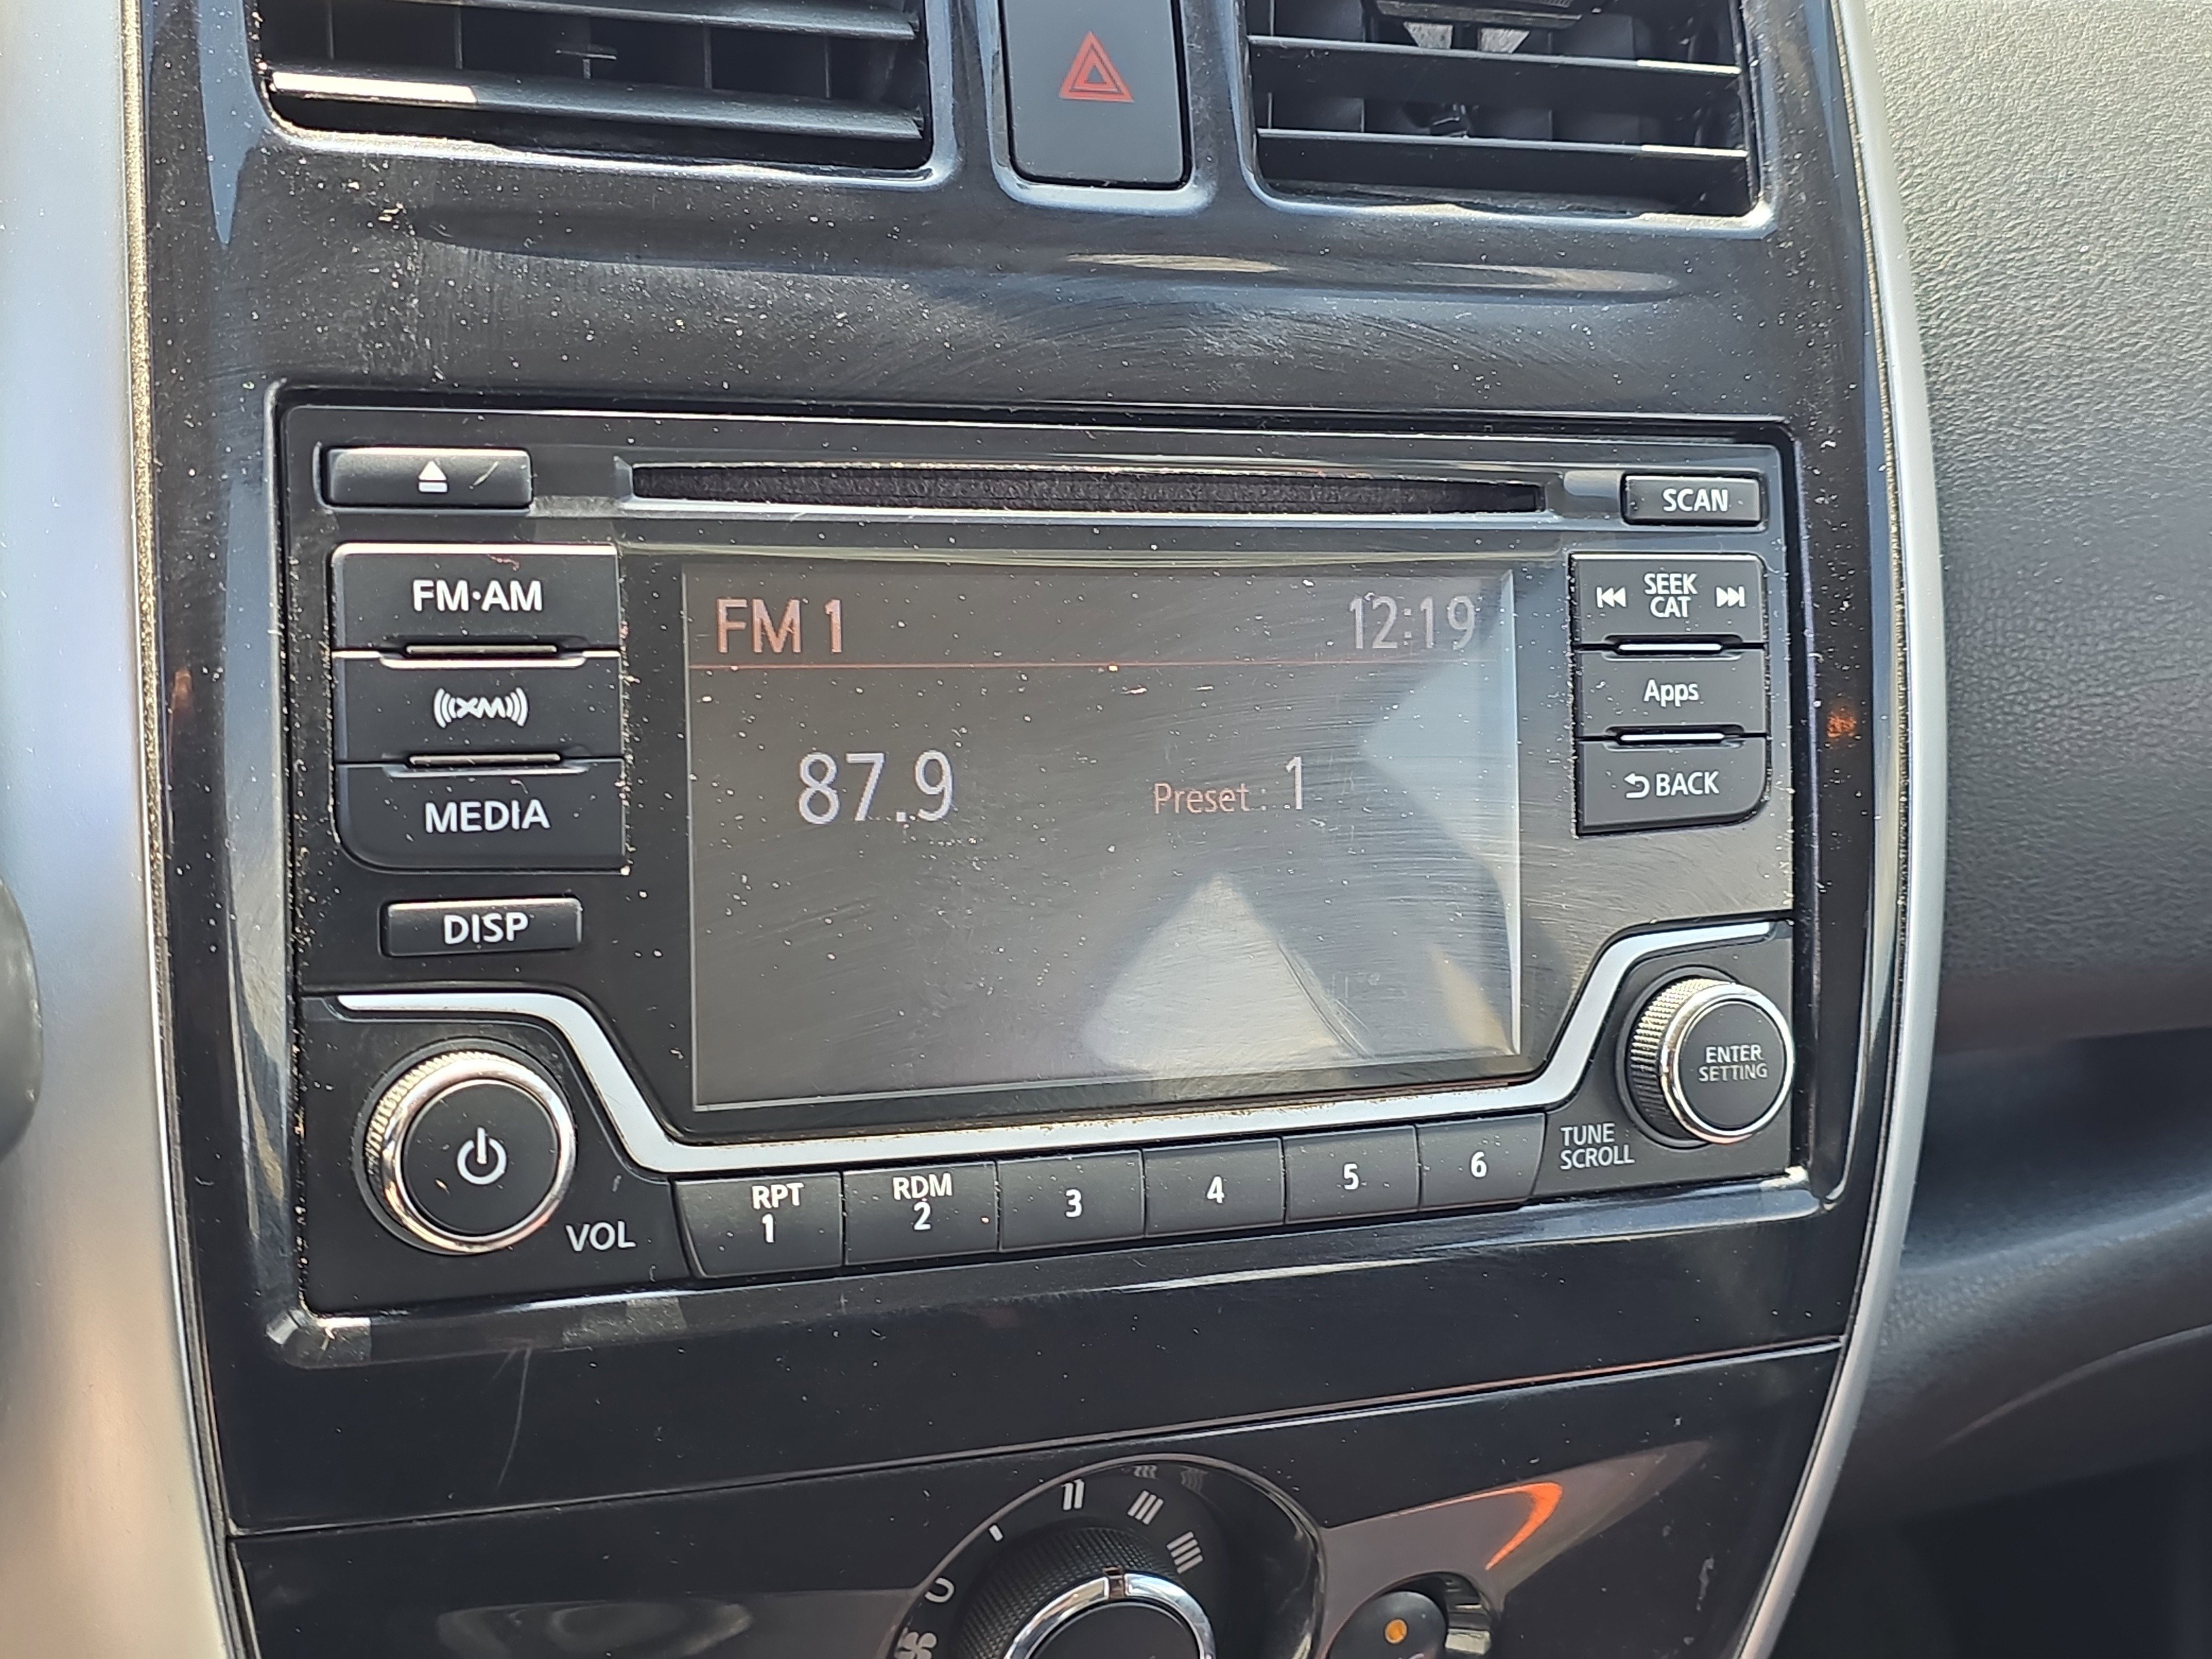 SCAN
FM·AM
SEEK
CAT
FM 1
12:19
XM
Apps
87.9
Preset : 1
BACK
MEDIA
DISP
ENTER
SETTING
TUNE
SCROLL
VOL
RPT
1
RDM
2
3
4
5
6
0